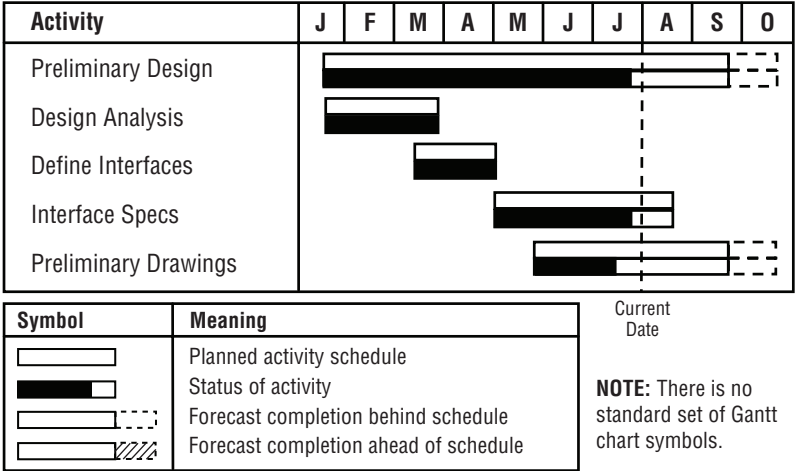 Activity J F M A M J J A S O
Preliminary Design
Design Analysis
Define Interfaces
Interface Specs
Preliminary Drawings
Current
Date
Symbol Meaning
Planned activity schedule
Status of activity
Forecast completion behind schedule
Forecast completion ahead of schedule
NOTE: There is no
standard set of Gantt
chart symbols.